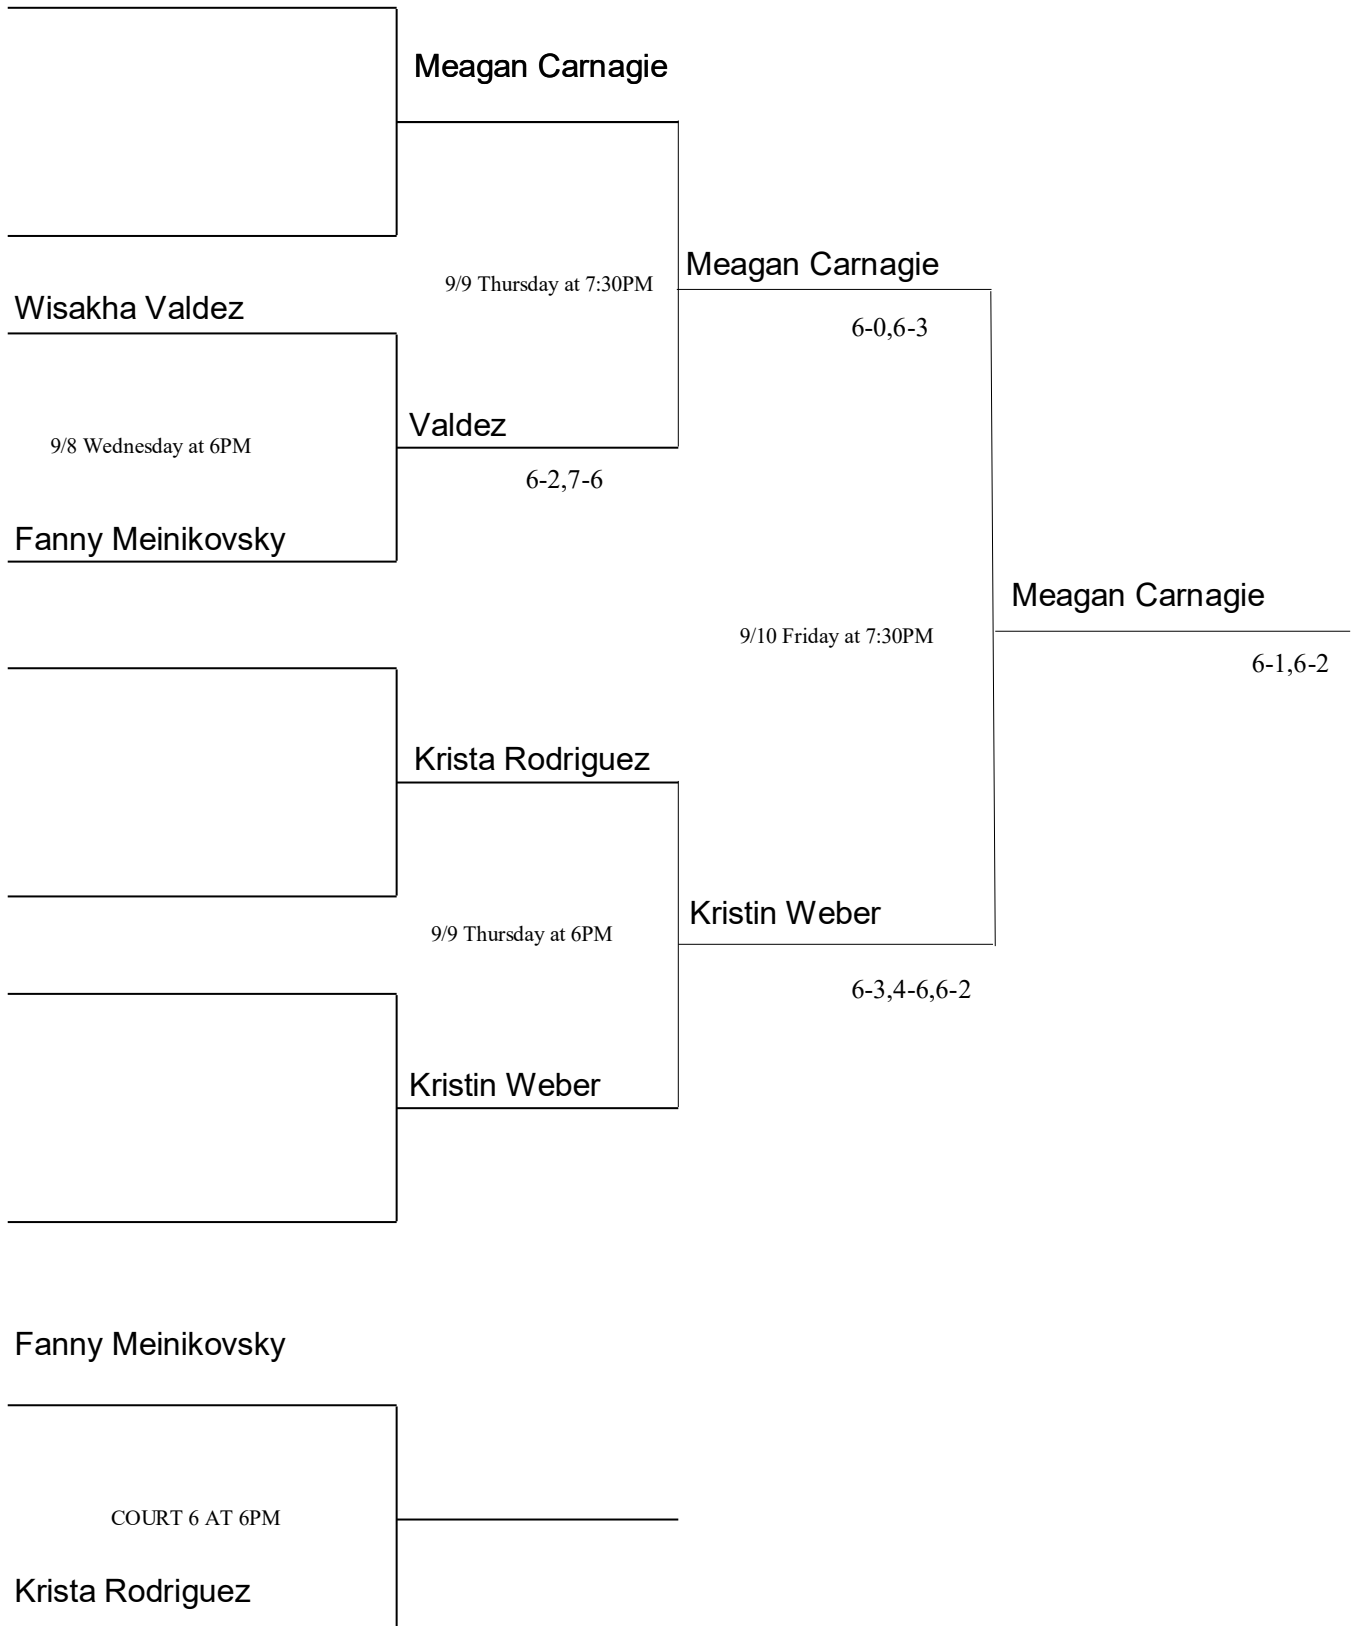 Meagan Carnagie
9/9 Thursday at 7:30PM
Meagan Carnagie
Wisakha Valdez
6-0,6-3
Valdez
9/8 Wednesday at 6PM
6-2,7-6
Fanny Meinikovsky
Meagan Carnagie
9/10 Friday at 7:30PM
6-1,6-2
Krista Rodriguez
Kristin Weber
9/9 Thursday at 6PM
6-3,4-6,6-2
Kristin Weber
Fanny Meinikovsky
COURT 6 AT 6PM
Krista Rodriguez